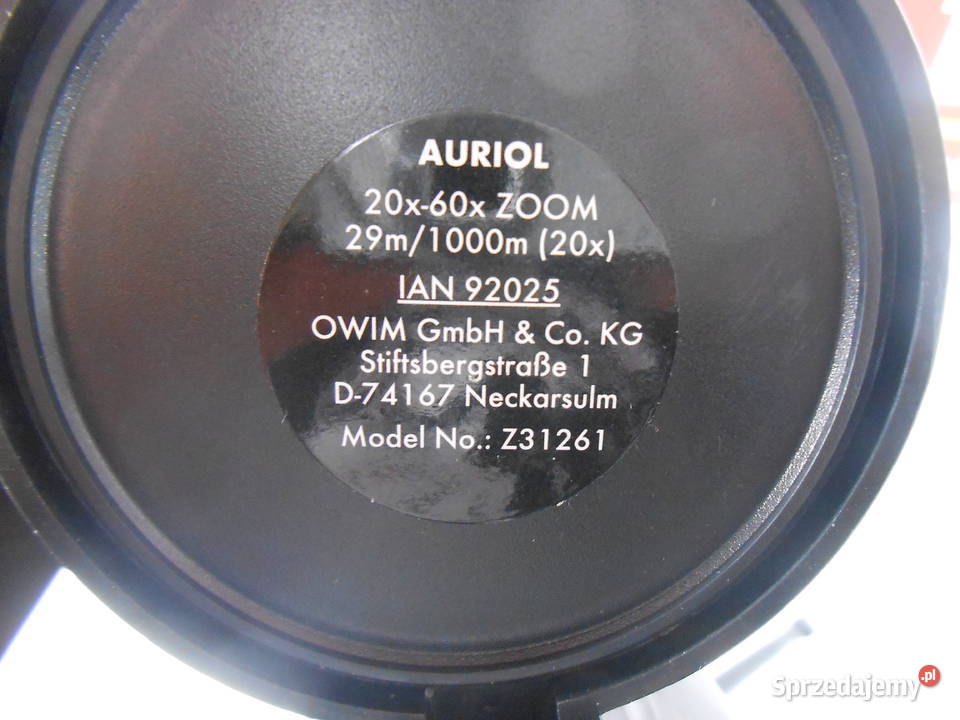 AURIOL
20x-60x ZOOM
29m/1000m (20x)
IAN 92025
OWIM GmbH & Co. KG
Stiftsbergstraße 1
D-74167 Neckarsulm
Model No.: Z31261
Sprzedajemy.pl